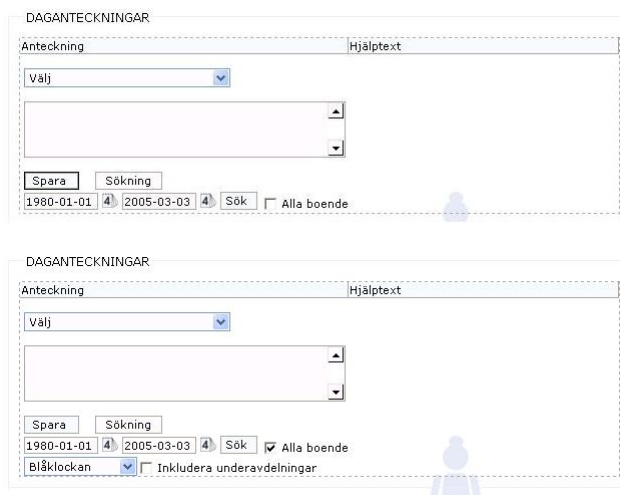 DAGANTECKNINGAR
Anteckning Hjälptext
Välj
Spara Sökning
1980-01-01 4 2005-03-03 4 Sök Alla boende
DAGANTECKNINGAR
Anteckning Hjälptext
Välj
Spara Sökning
1980-01-01 4 2005-03-03 4 Sök Alla boende
Blåklockan Inkludera underavdelningar